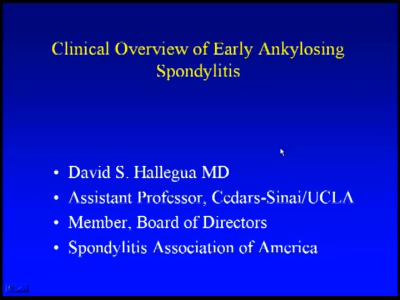 Clinical Overview of Early Ankylosing
Spondylitis
• David S. Hallegua MD
• Assistant Professor, Cedars-Sinai/UCLA
• Member, Board of Directors
• Spondylitis Association of America